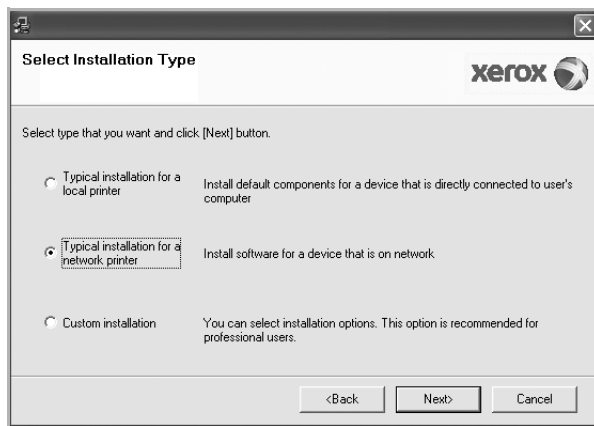 Select Installation Type
xerox
Select type that you want and click [Next] button.
Typical installation for a
local printer
Install default components for a device that is directly connected to user's
computer
Typical installation for a
network printer
Install software for a device that is on network
Custom installation
You can select installation options. This option is recommended for
professional users.
<Back
Next>
Cancel